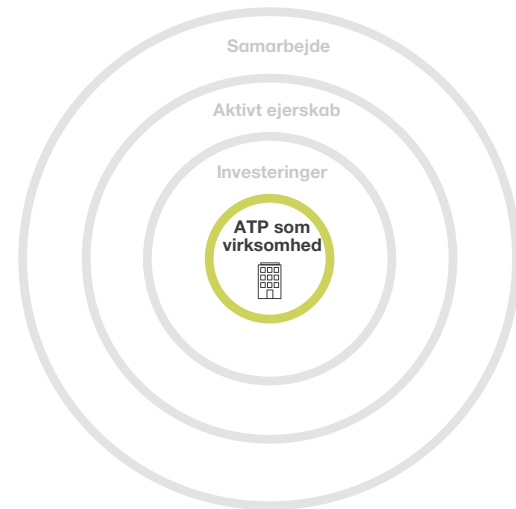 Samarbejde
Aktivt ejerskab
Investeringer
ATP som
virksomhed